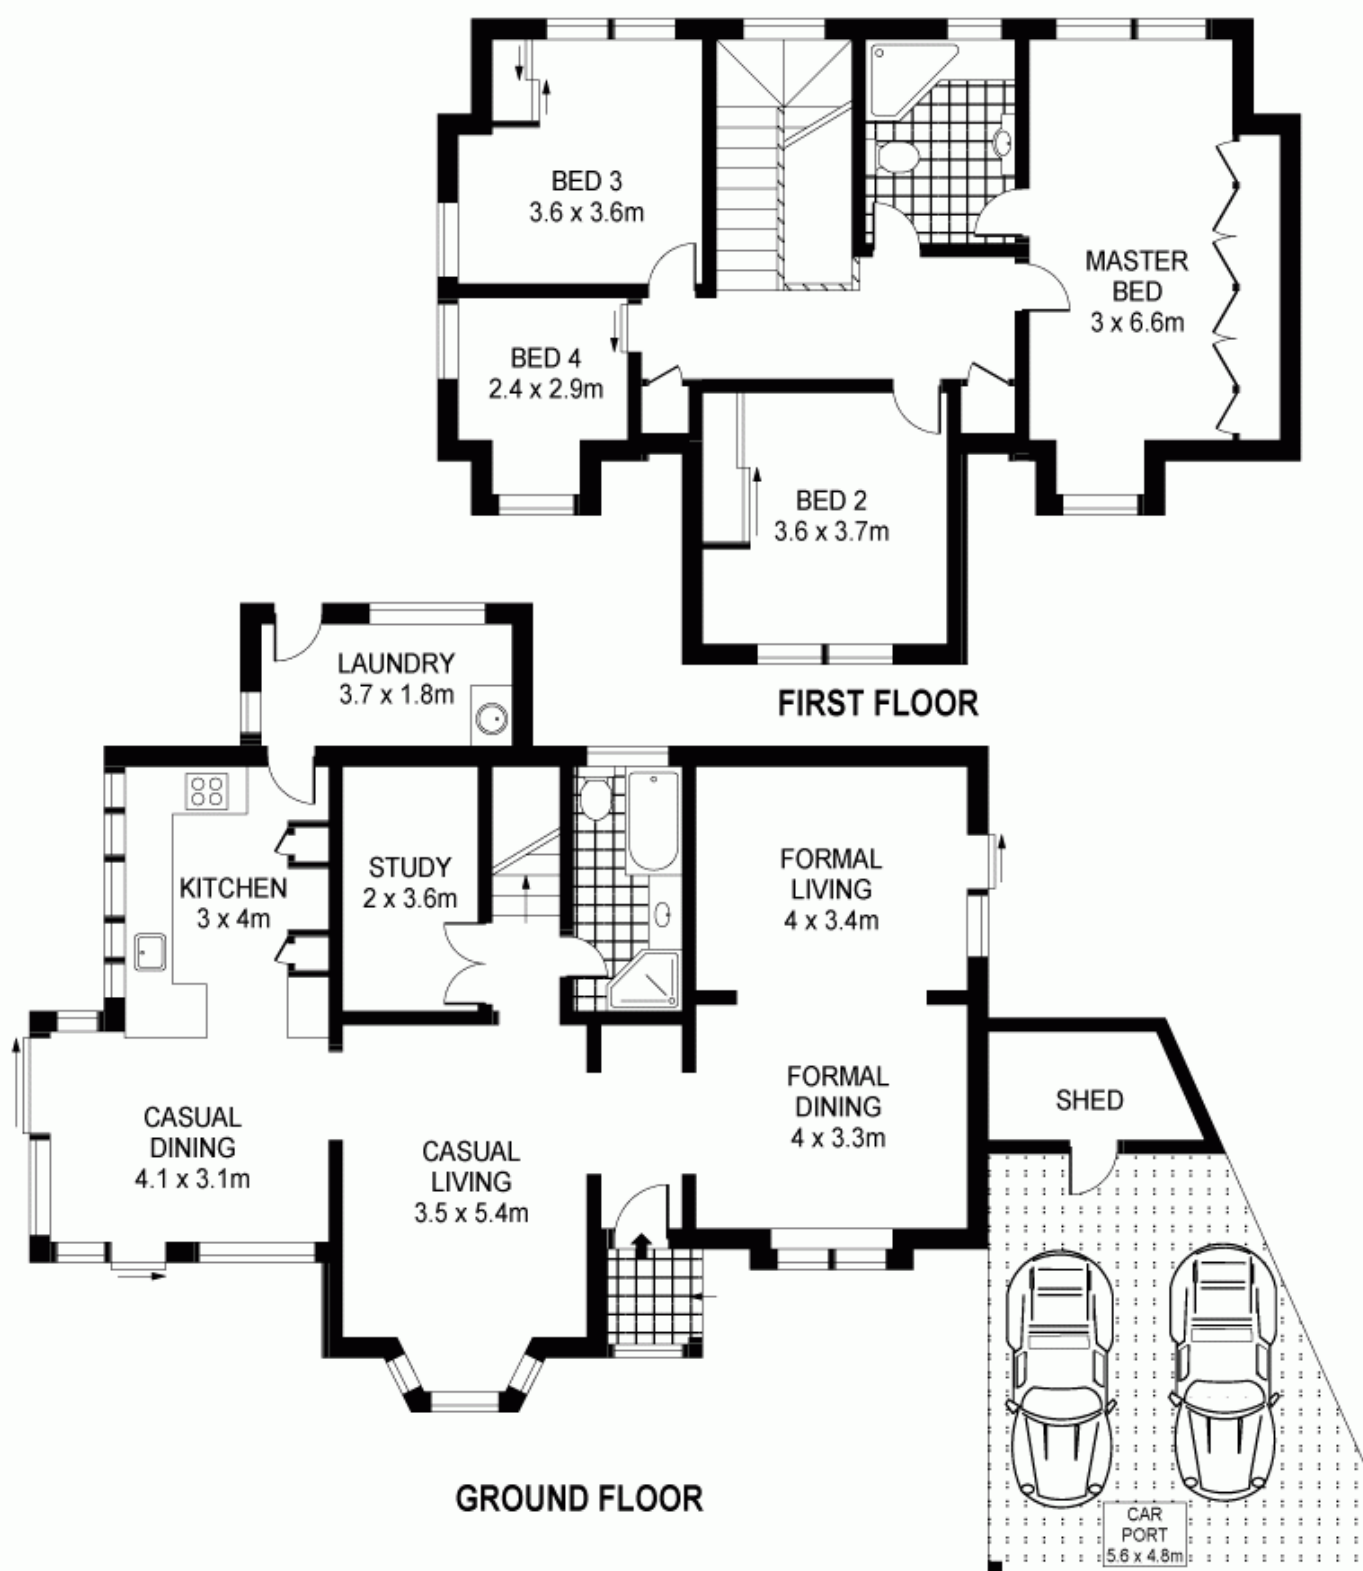 BED 3
3.6 x 3.6m
MASTER
BED
3 x 6.6m
BED 4
2.4 x 2.9m
BED 2
3.6 x 3.7m
FIRST FLOOR
LAUNDRY
3.7 x 1.8m
KITCHEN
3 x 4m
STUDY
2 x 3.6m
FORMAL
LIVING
4 x 3.4m
FORMAL
DINING
4 x 3.3m
SHED
CASUAL
DINING
4.1 x 3.1m
CASUAL
LIVING
3.5 x 5.4m
GROUND FLOOR
CAR
PORT
5.6 x 4.8m